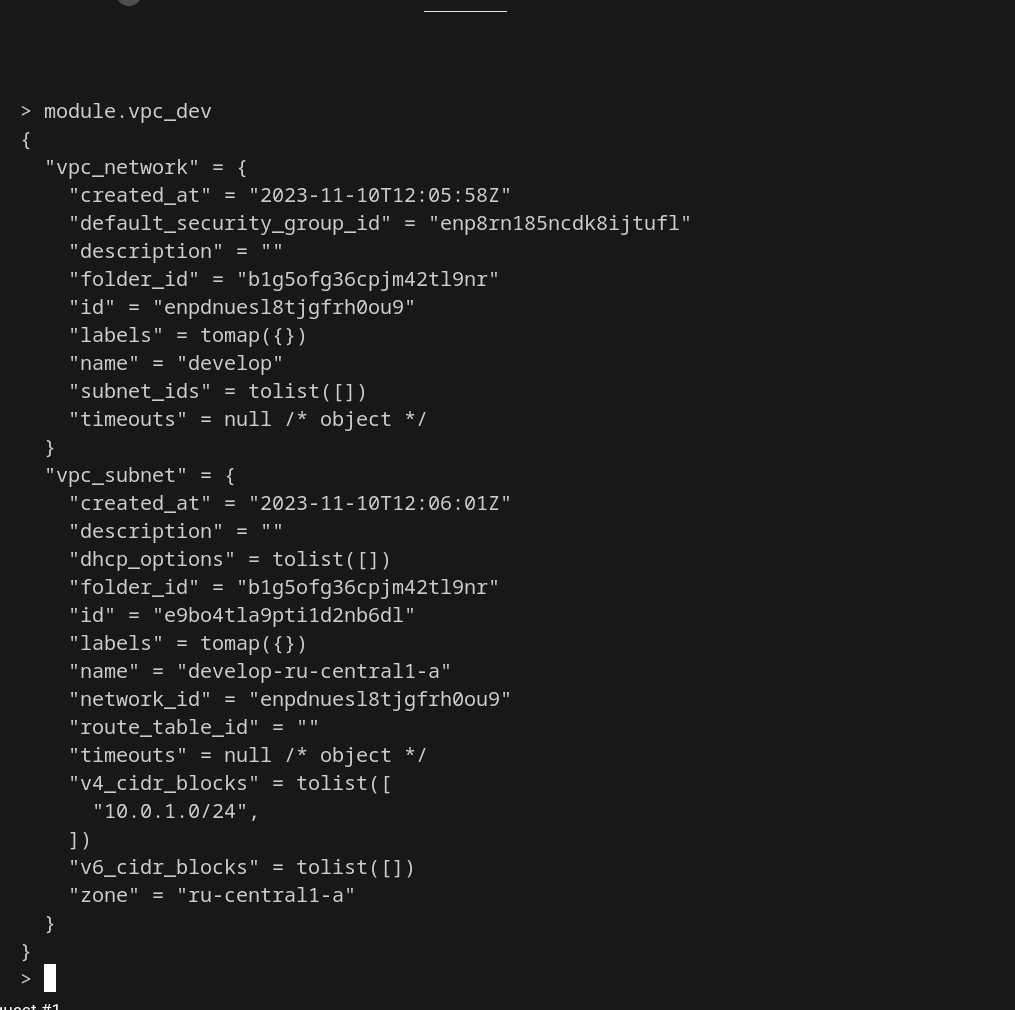 > module.vpc_dev
{
  "vpc_network" = {
    "created_at" = "2023-11-10T12:05:58Z"
    "default_security_group_id" = "enp8rn185ncdk8ijtufl"
    "description" = ""
    "folder_id" = "b1g5ofg36cpjm42tl9nr"
    "id" = "enpdnuesl8tjgfrh0ou9"
    "labels" = tomap({})
    "name" = "develop"
    "subnet_ids" = tolist([])
    "timeouts" = null /* object */
  }
  "vpc_subnet" = {
    "created_at" = "2023-11-10T12:06:01Z"
    "description" = ""
    "dhcp_options" = tolist([])
    "folder_id" = "b1g5ofg36cpjm42tl9nr"
    "id" = "e9bo4tla9pti1d2nb6dl"
    "labels" = tomap({})
    "name" = "develop-ru-central1-a"
    "network_id" = "enpdnuesl8tjgfrh0ou9"
    "route_table_id" = ""
    "timeouts" = null /* object */
    "v4_cidr_blocks" = tolist([
      "10.0.1.0/24",
    ])
    "v6_cidr_blocks" = tolist([])
    "zone" = "ru-central1-a"
  }
}
>
#1